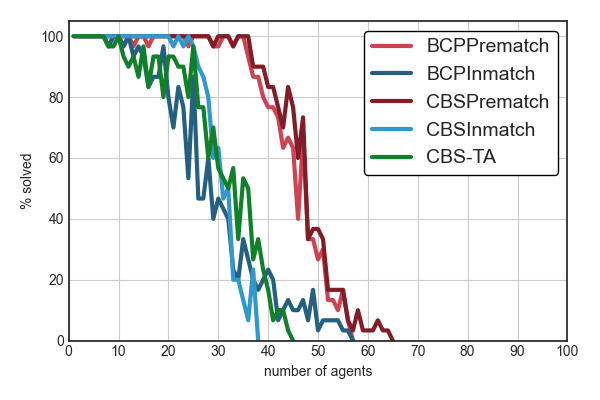 100
80
60
40
20
0
% solved
BCPPrematch
BCPInmatch
CBSPrematch
CBSInmatch
CBS-TA
0 10 20 30 40 50 60 70 80 90 100
number of agents